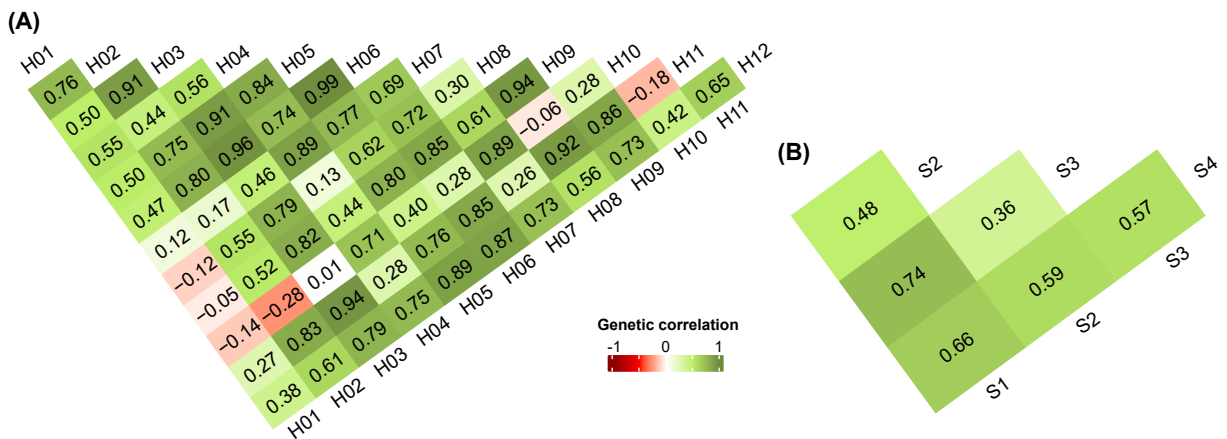 (A)
H01
0.76 H02
0.50 0.91 H03
0.55 0.44 0.56 H04
0.50 0.75 0.91 0.84 H05
0.47 0.80 0.96 0.74 0.99 H06
0.12 0.17 0.46 0.89 0.77 0.69 H07
−0.12 0.55 0.79 0.13 0.62 0.72 0.30 H08
−0.05 0.52 0.82 0.44 0.80 0.85 0.61 0.94 H09
−0.14 −0.28 0.01 0.71 0.40 0.28 0.89 −0.06 0.28 H10
0.27 0.83 0.94 0.28 0.76 0.85 0.26 0.92 0.86 −0.18 H11
0.38 0.61 0.79 0.75 0.89 0.87 0.73 0.56 0.73 0.42 0.65 H12
H01 H02 H03 H04 H05 H06 H07 H08 H09 H10 H11
Genetic correlation
-1 0 1
(B)
0.48 S2
0.74 0.36 S3
0.66 0.59 0.57 S4
S1 S2 S3